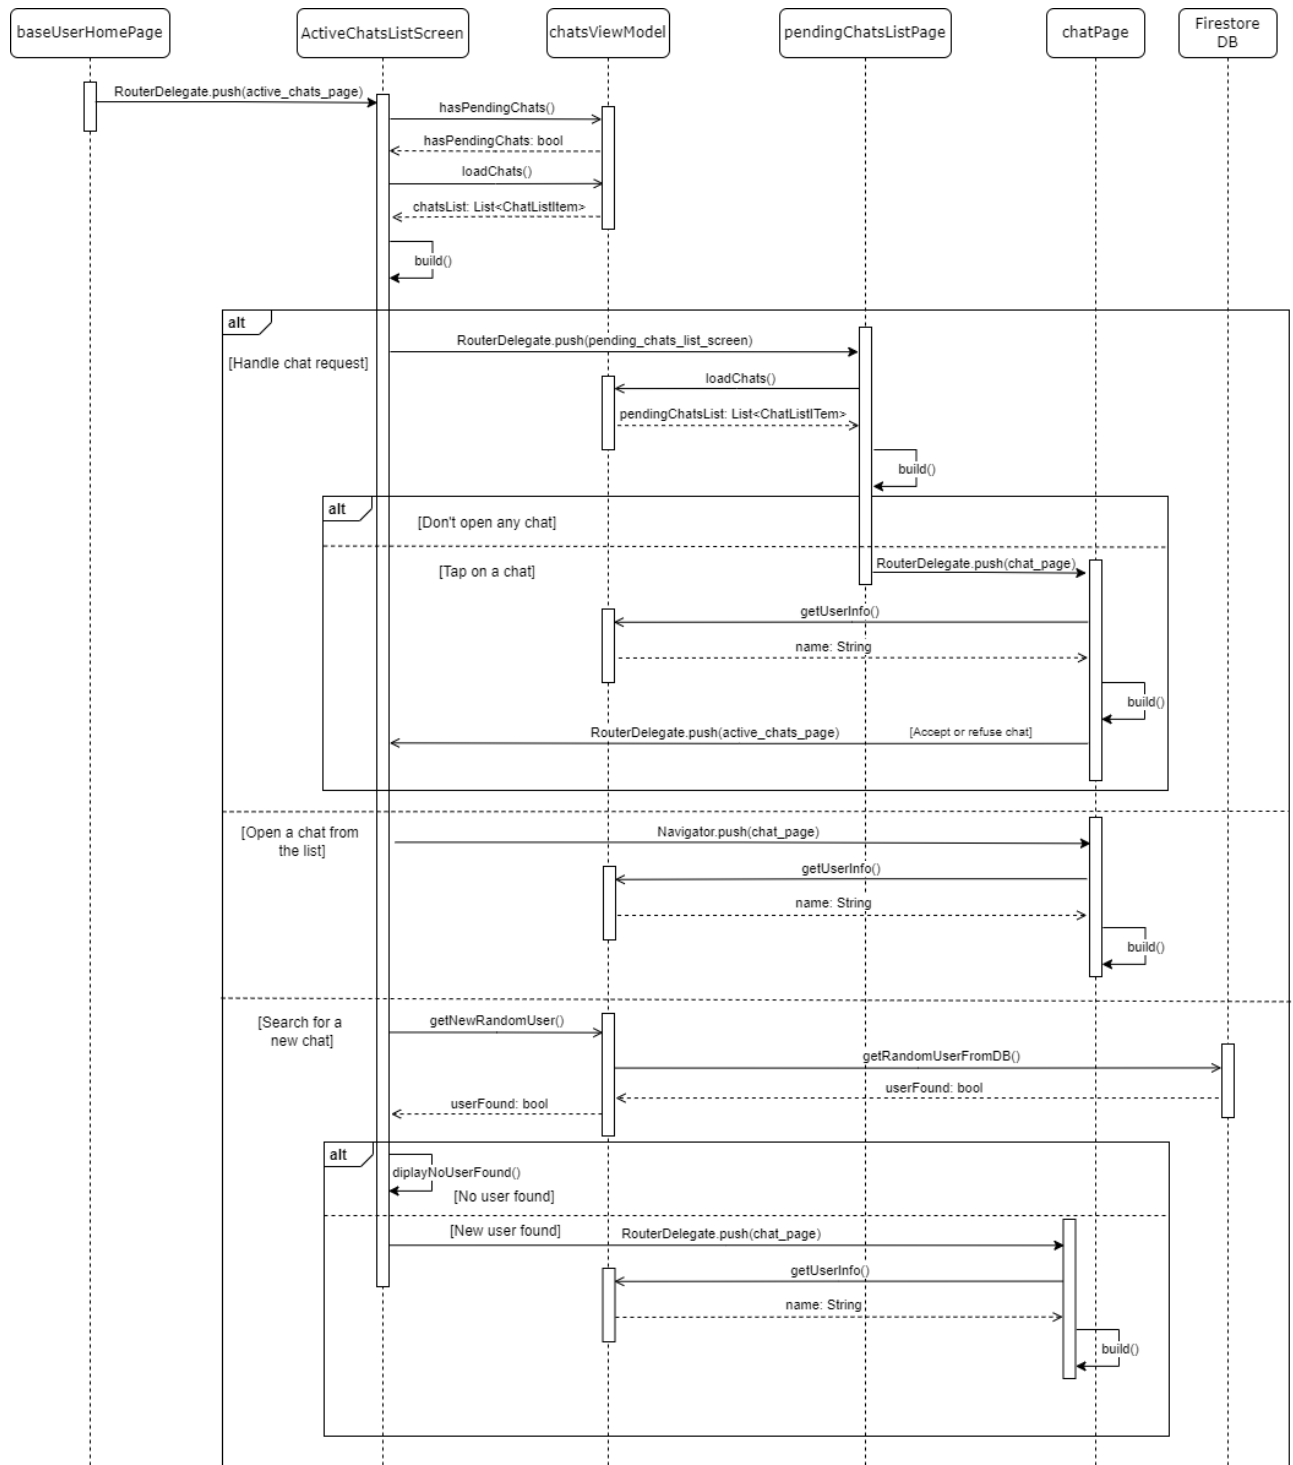 baseUserHomePage
ActiveChatsListScreen
chatsViewModel
pendingChatsListPage
chatPage
Firestore
DB
RouterDelegate.push(active_chats_page)
hasPendingChats()
hasPendingChats: bool
loadChats()
chatsList: List<ChatListItem>
build()
alt
[Handle chat request]
RouterDelegate.push(pending_chats_list_screen)
loadChats()
pendingChatsList: List<ChatListITem>
build()
alt
[Don't open any chat]
[Tap on a chat]
RouterDelegate.push(chat_page)
getUserInfo()
name: String
build()
RouterDelegate.push(active_chats_page)
[Accept or refuse chat]
[Open a chat from
the list]
Navigator.push(chat_page)
getUserInfo()
name: String
build()
[Search for a
new chat]
getNewRandomUser()
getRandomUserFromDB()
userFound: bool
userFound: bool
alt
diplayNoUserFound()
[No user found]
[New user found]
RouterDelegate.push(chat_page)
getUserInfo()
name: String
build()